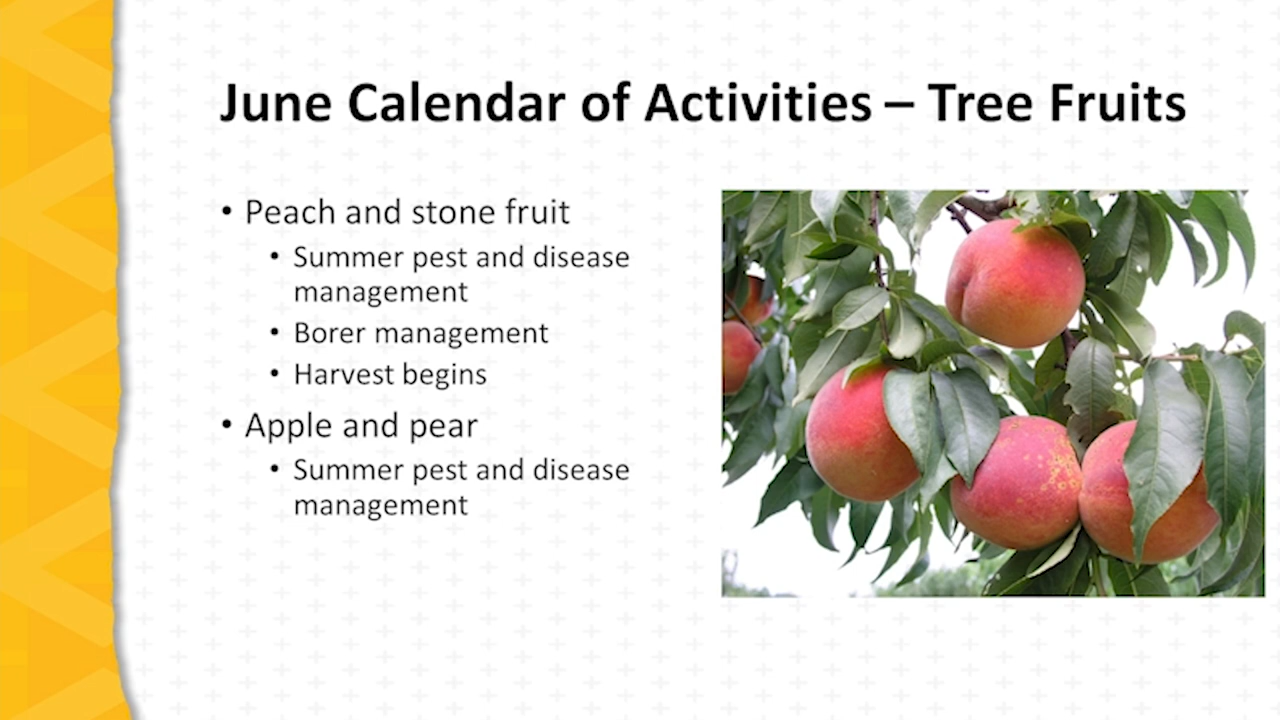 June Calendar of Activities – Tree Fruits
• Peach and stone fruit
• Summer pest and disease
management
• Borer management
• Harvest begins
• Apple and pear
• Summer pest and disease
management